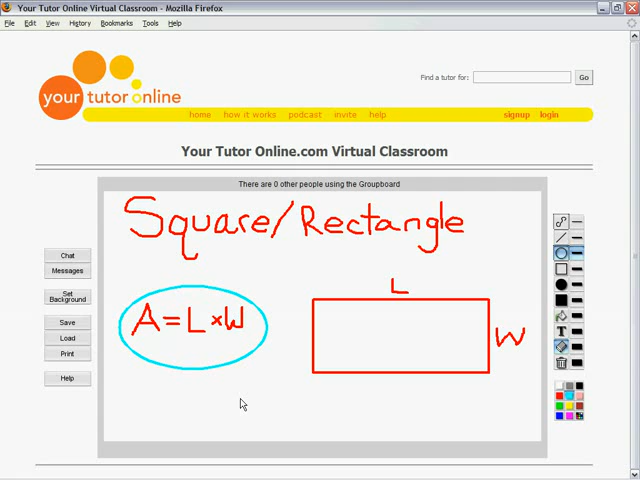 Your Tutor Online Virtual Classroom - Mozilla Firefox
File Edit View History Bookmarks Tools Help
your tutor online
Find a tutor for: Go
home how it works podcast invite help signup login
Your Tutor Online.com Virtual Classroom
There are 0 other people using the Groupboard
Square/Rectangle
Chat
Messages
Set
Background
Save
Load
Print
Help
L
A = L × W
W
T